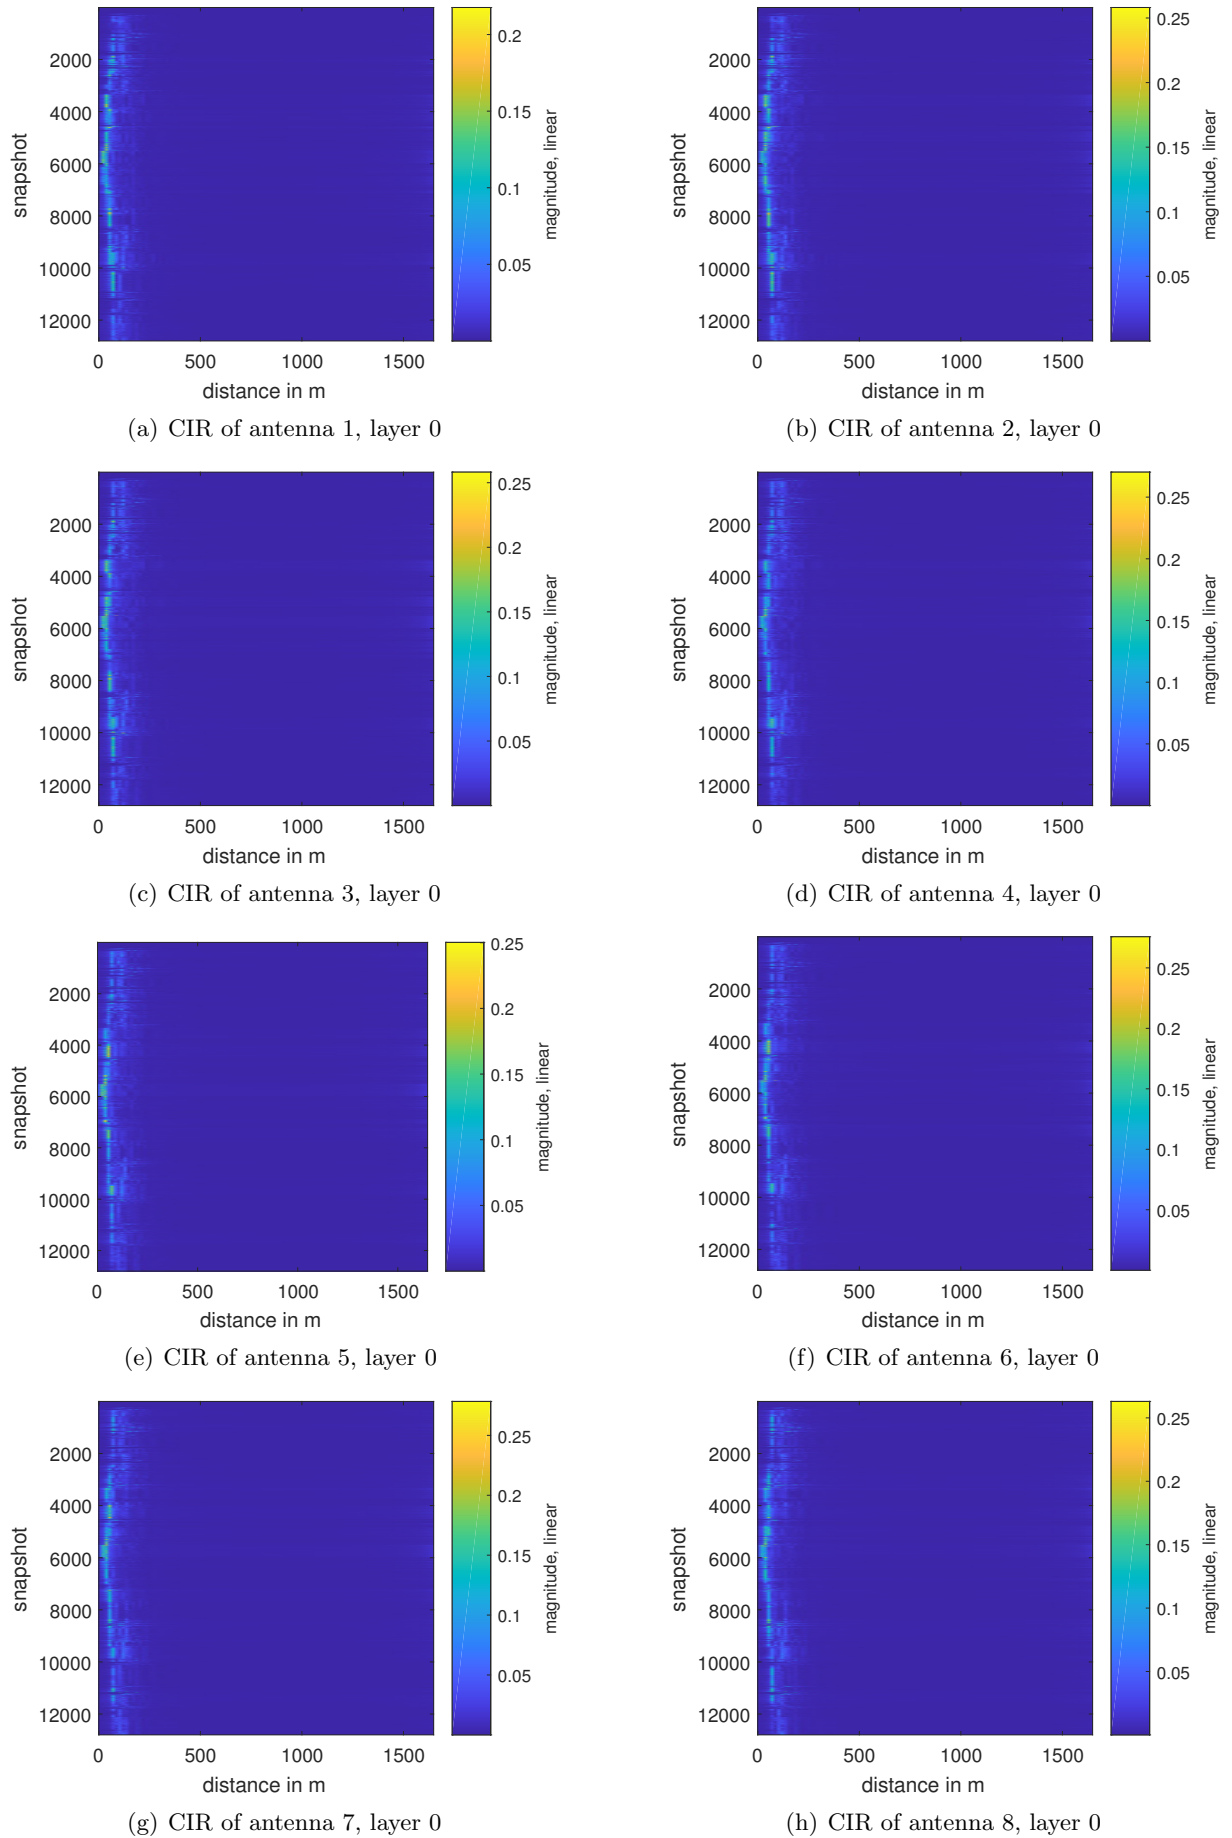 0.2
0.15
0.1
0.05
magnitude, linear
2000
4000
6000
8000
10000
12000
snapshot
0 500 1000 1500
distance in m
(a) CIR of antenna 1, layer 0
0.25
0.2
0.15
0.1
0.05
magnitude, linear
2000
4000
6000
8000
10000
12000
snapshot
0 500 1000 1500
distance in m
(b) CIR of antenna 2, layer 0
0.25
0.2
0.15
0.1
0.05
magnitude, linear
2000
4000
6000
8000
10000
12000
snapshot
0 500 1000 1500
distance in m
(c) CIR of antenna 3, layer 0
0.25
0.2
0.15
0.1
0.05
magnitude, linear
2000
4000
6000
8000
10000
12000
snapshot
0 500 1000 1500
distance in m
(d) CIR of antenna 4, layer 0
0.25
0.2
0.15
0.1
0.05
magnitude, linear
2000
4000
6000
8000
10000
12000
snapshot
0 500 1000 1500
distance in m
(e) CIR of antenna 5, layer 0
0.25
0.2
0.15
0.1
0.05
magnitude, linear
2000
4000
6000
8000
10000
12000
snapshot
0 500 1000 1500
distance in m
(f) CIR of antenna 6, layer 0
0.25
0.2
0.15
0.1
0.05
magnitude, linear
2000
4000
6000
8000
10000
12000
snapshot
0 500 1000 1500
distance in m
(g) CIR of antenna 7, layer 0
0.25
0.2
0.15
0.1
0.05
magnitude, linear
2000
4000
6000
8000
10000
12000
snapshot
0 500 1000 1500
distance in m
(h) CIR of antenna 8, layer 0